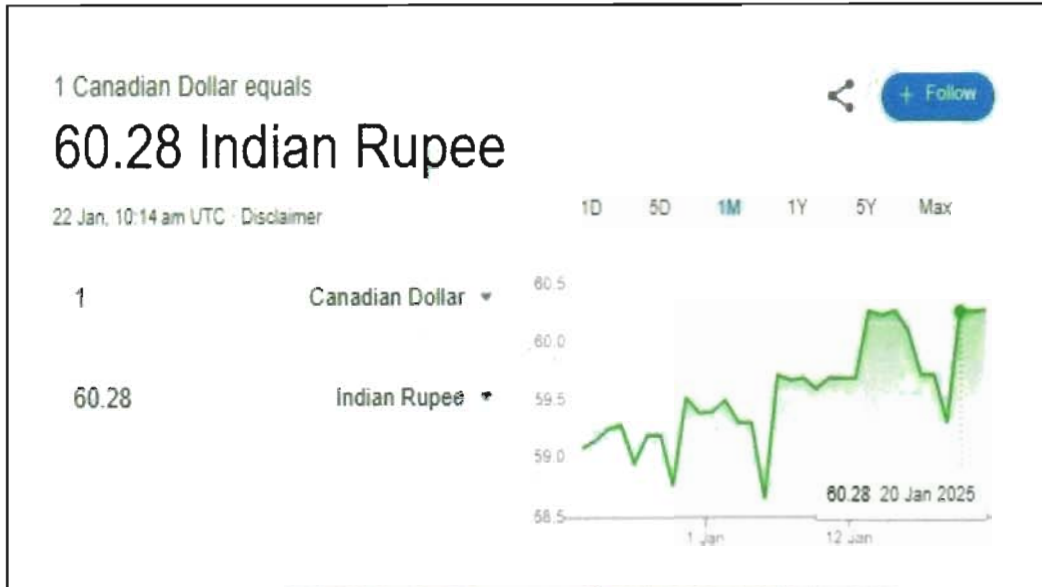 1 Canadian Dollar equals
+ Follow
60.28 Indian Rupee
22 Jan, 10:14 am UTC · Disclaimer
1D 5D 1M 1Y 5Y Max
1 Canadian Dollar
60.28 Indian Rupee
60.5
60.0
59.5
59.0
58.5
60.28 20 Jan 2025
1 Jan 12 Jan